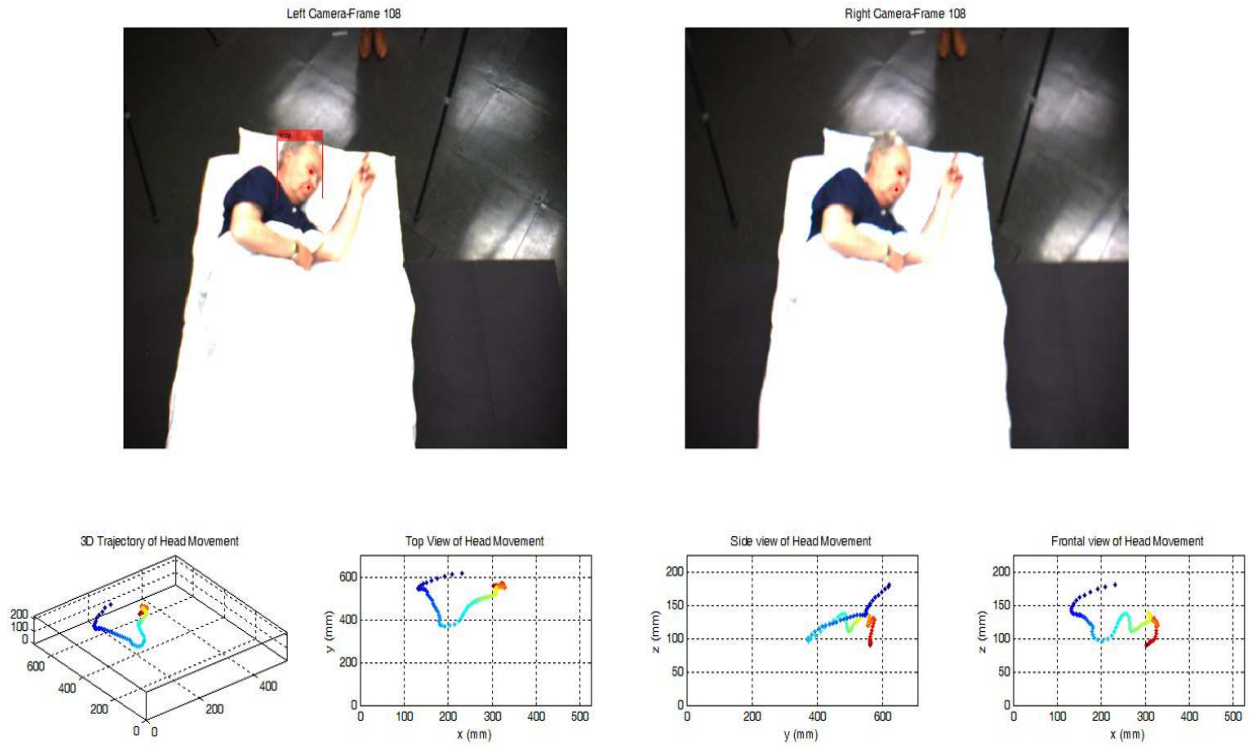 Left Camera-Frame 108
Right Camera-Frame 108
3D Trajectory of Head Movement
200
100
0
600
400
200
0
0
200
400
Top View of Head Movement
600
400
200
0
0 100 200 300 400 500
y (mm)
x (mm)
Side view of Head Movement
200
150
100
50
0
0 200 400 600
z (mm)
y (mm)
Frontal view of Head Movement
200
150
100
50
0
0 100 200 300 400 500
z (mm)
x (mm)